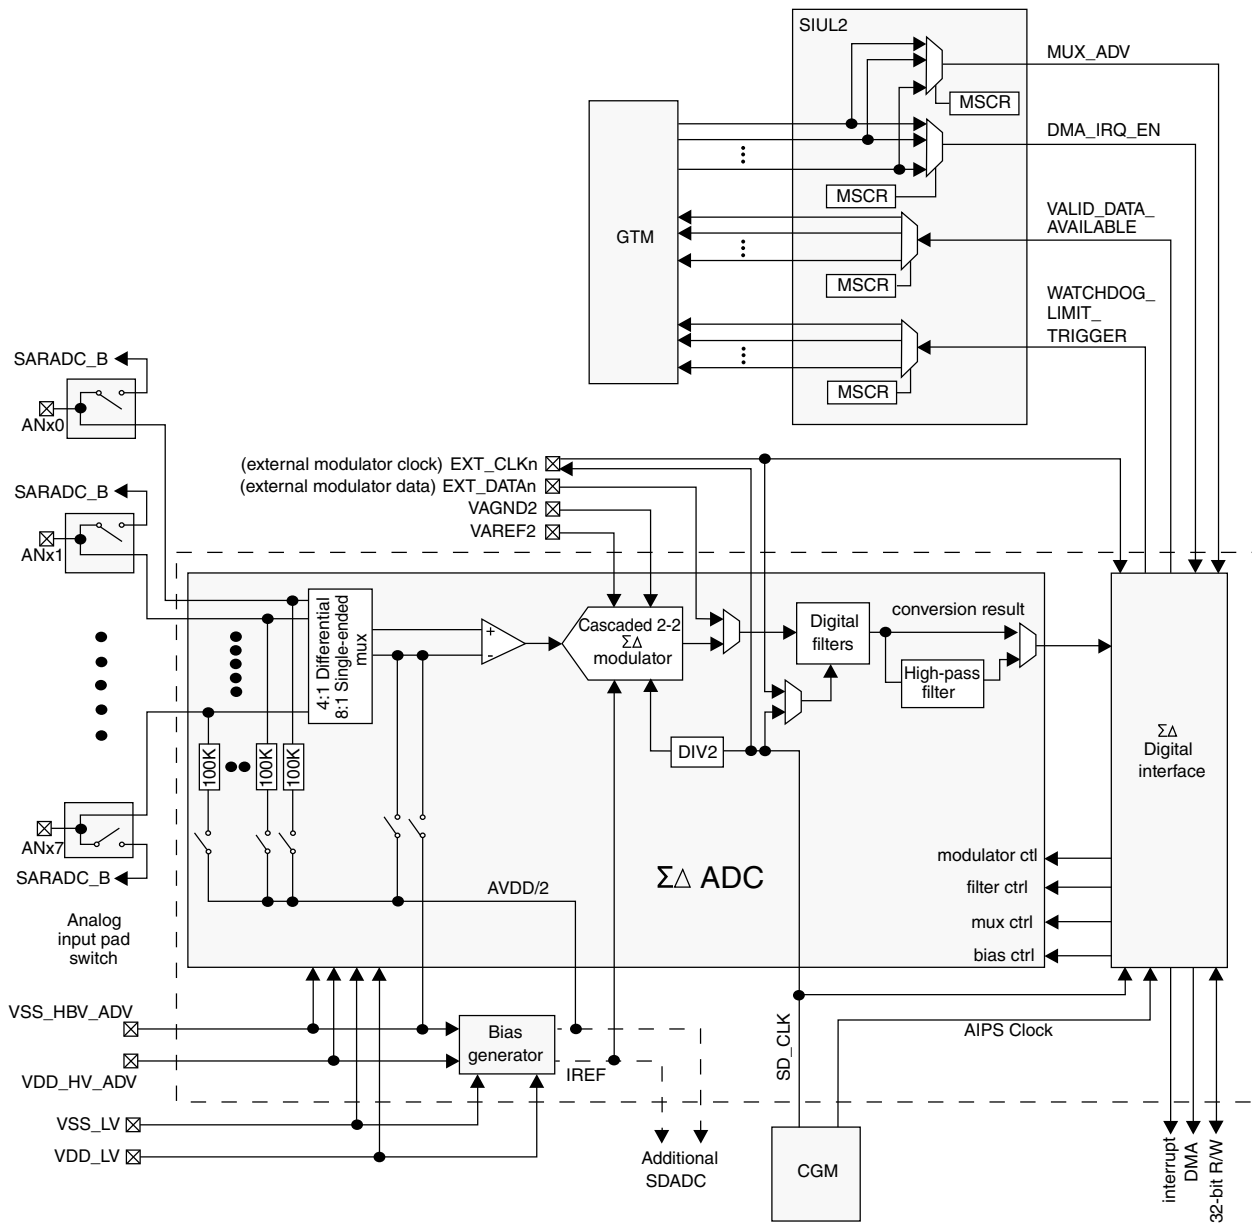 SIUL2
MUX_ADV
MSCR
DMA_IRQ_EN
MSCR
GTM
VALID_DATA_
AVAILABLE
MSCR
WATCHDOG_
LIMIT_
TRIGGER
MSCR
SARADC_B
ANx0
(external modulator clock) EXT_CLKn
(external modulator data) EXT_DATAn
VAGND2
VAREF2
SARADC_B
ANx1
4:1 Differential
8:1 Single-ended
mux
+
-
Cascaded 2-2
ΣΔ
modulator
Digital
filters
conversion result
High-pass
filter
DIV2
ΣΔ
Digital
interface
100K
100K
100K
ANx7
SARADC_B
AVDD/2
ΣΔ ADC
modulator ctl
filter ctrl
mux ctrl
bias ctrl
Analog
input pad
switch
VSS_HBV_ADV
VDD_HV_ADV
VSS_LV
VDD_LV
Bias
generator
IREF
SD_CLK
AIPS Clock
Additional
SDADC
CGM
interrupt
DMA
32-bit R/W